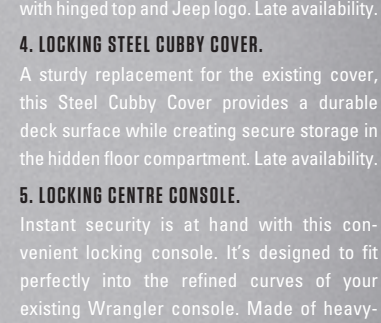 with hinged top and Jeep logo. Late availability.
4. LOCKING STEEL CUBBY COVER.
A sturdy replacement for the existing cover,
this Steel Cubby Cover provides a durable
deck surface while creating secure storage in
the hidden floor compartment. Late availability.
5. LOCKING CENTRE CONSOLE.
Instant security is at hand with this con-
venient locking console. It’s designed to fit
perfectly into the refined curves of your
existing Wrangler console. Made of heavy-